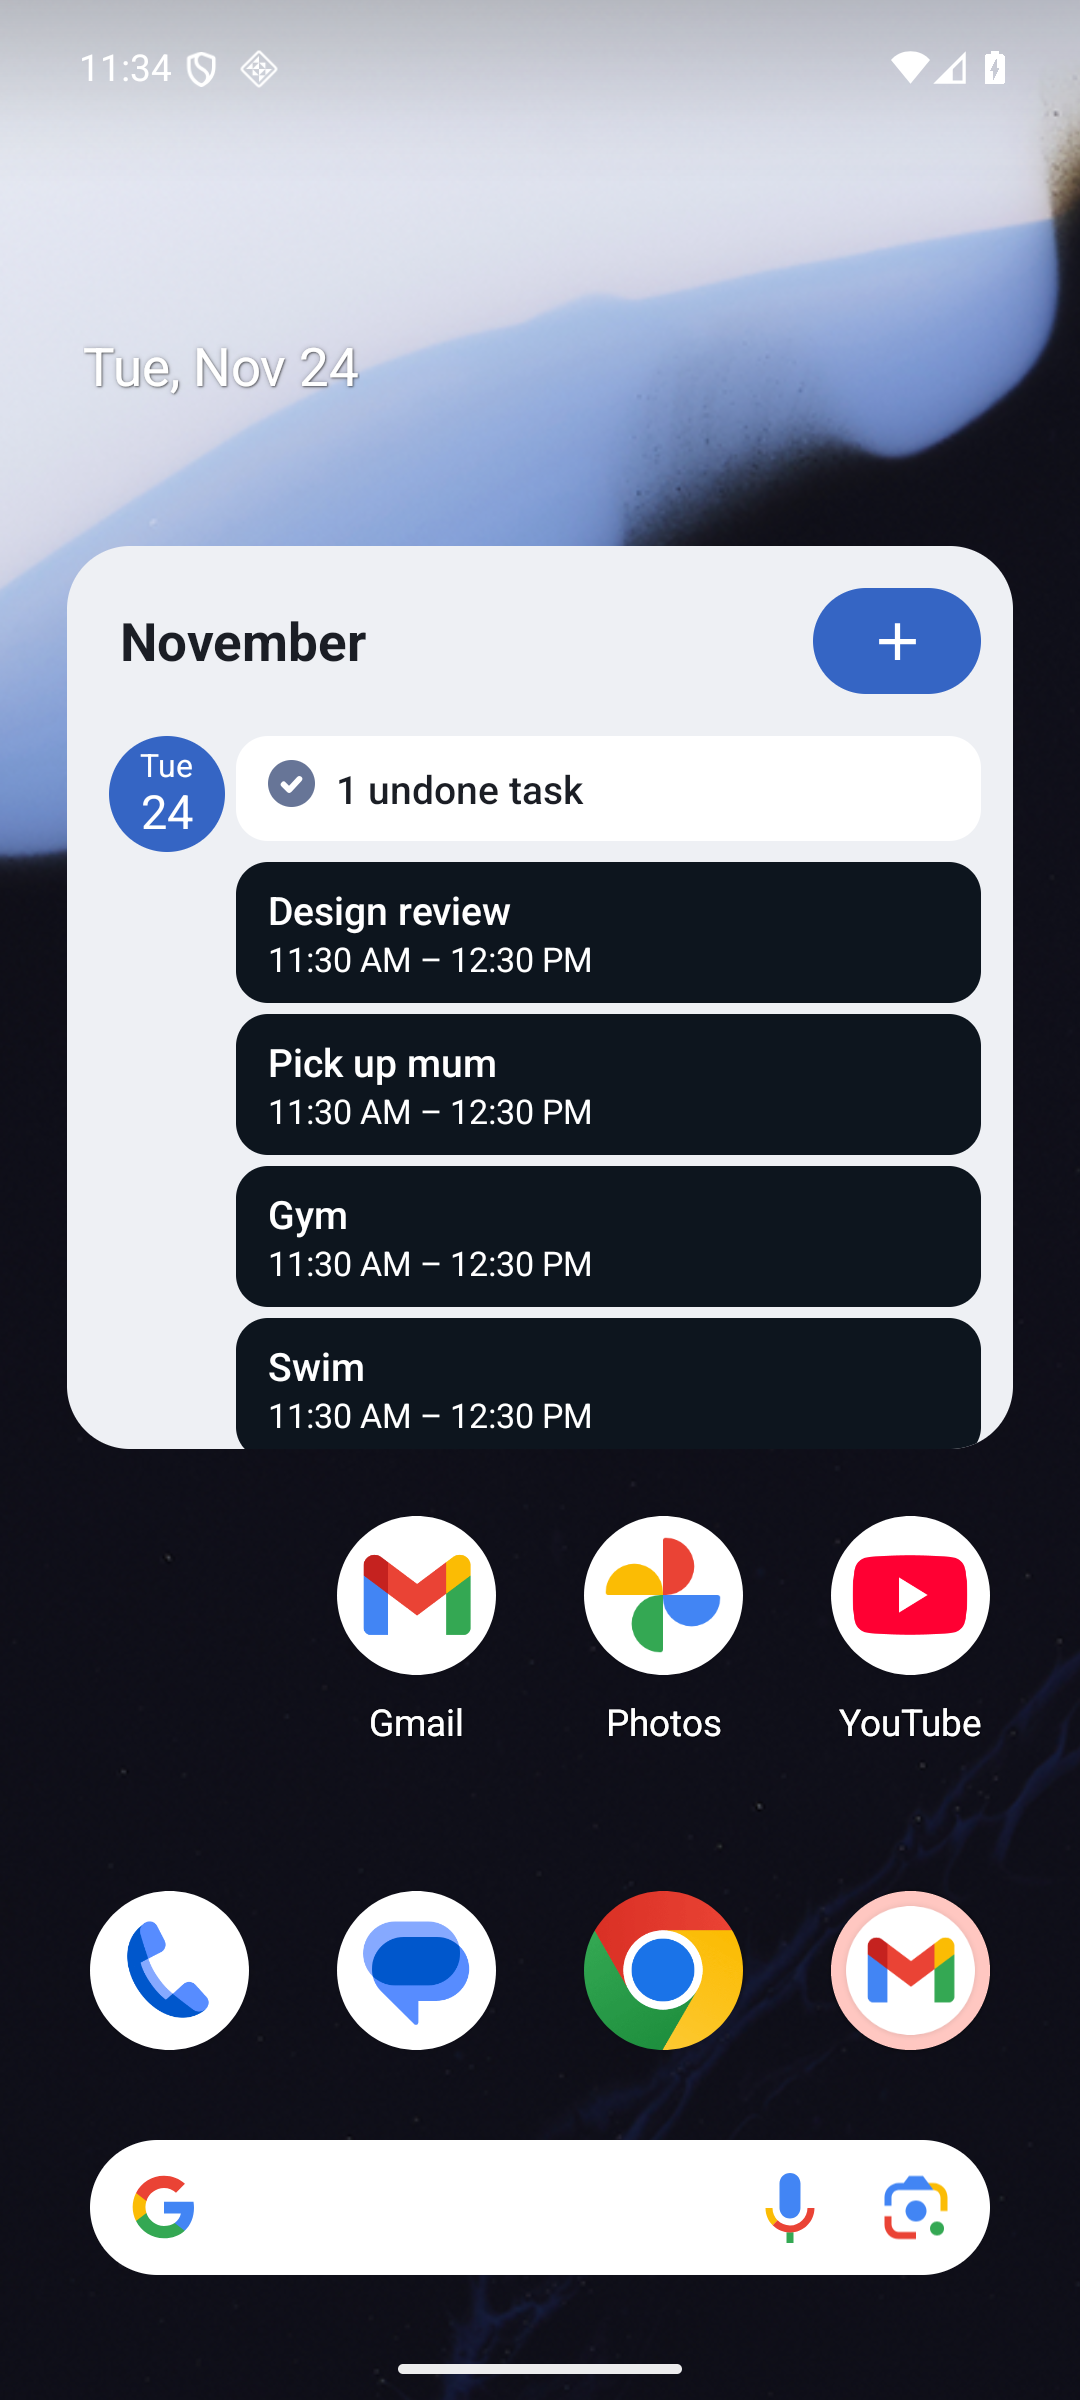 11:34
Tue, Nov 24
November
Tue
24
1 undone task
Design review
11:30 AM – 12:30 PM
Pick up mum
11:30 AM – 12:30 PM
Gym
11:30 AM – 12:30 PM
Swim
11:30 AM – 12:30 PM
Gmail Photos YouTube